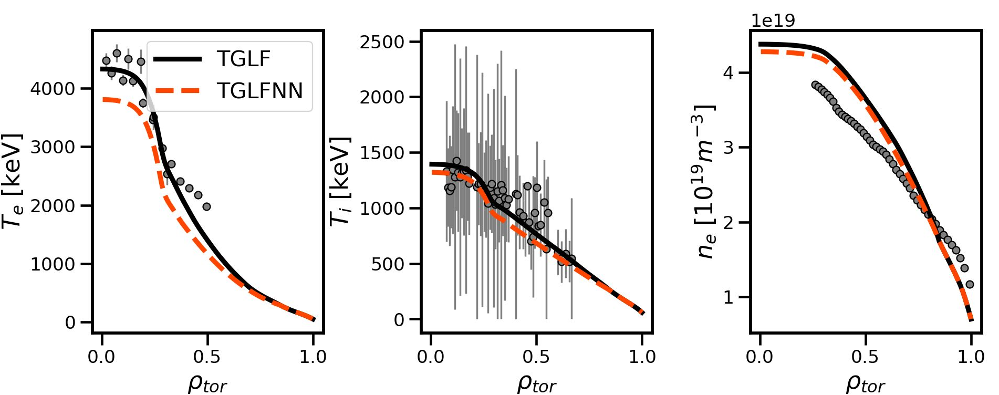 T_e [keV]
4000
3000
2000
1000
0
TGLF
TGLFNN
0.0 0.5 1.0
ρ_tor
T_i [keV]
2500
2000
1500
1000
500
0
0.0 0.5 1.0
ρ_tor
1e19
n_e [10^19 m^−3]
4
3
2
1
0.0 0.5 1.0
ρ_tor